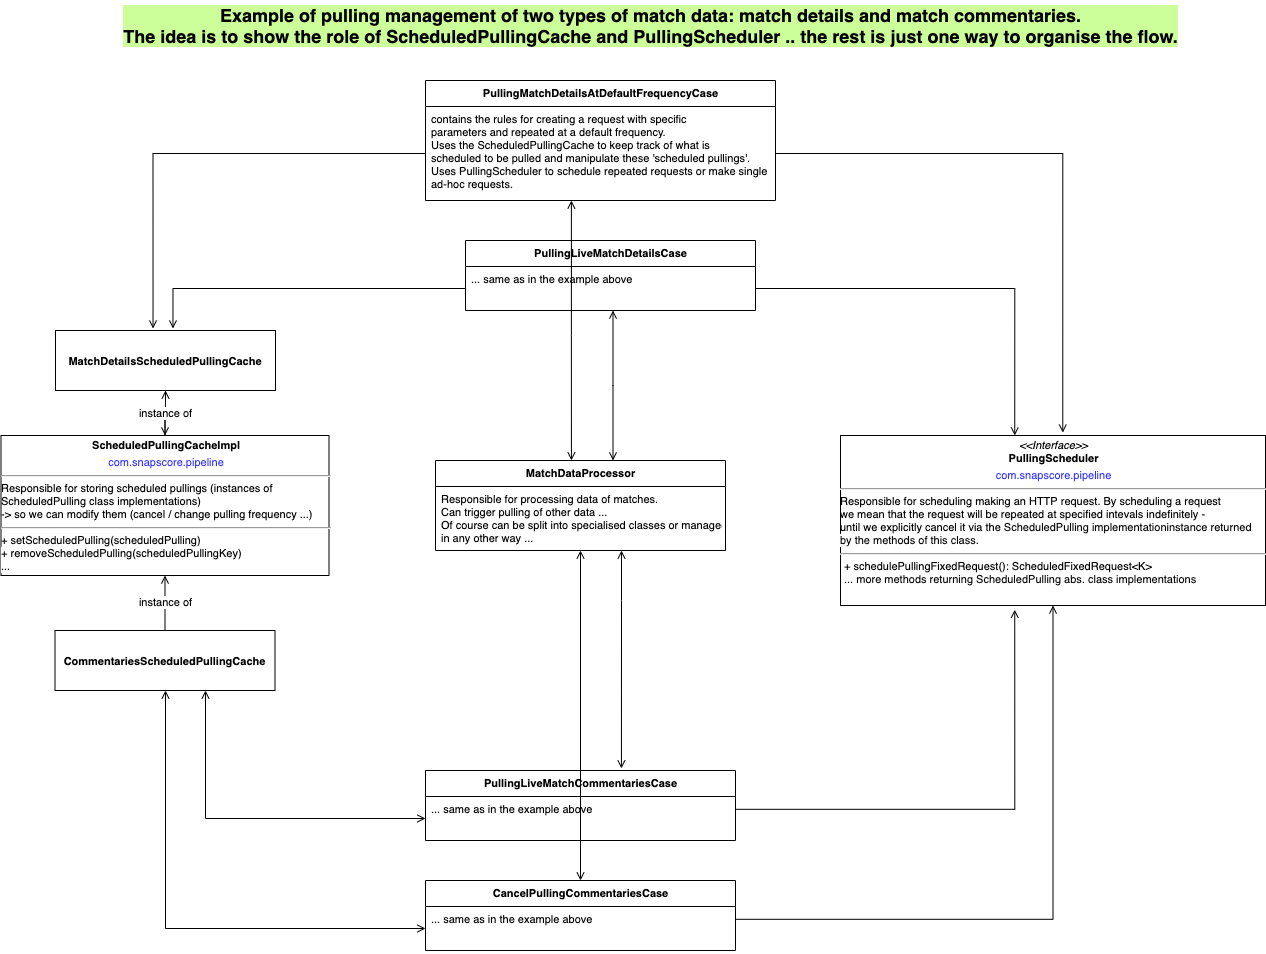 Example of pulling management of two types of match data: match details and match commentaries.
The idea is to show the role of ScheduledPullingCache and PullingScheduler .. the rest is just one way to organise the flow.
PullingMatchDetailsAtDefaultFrequencyCase
contains the rules for creating a request with specific
parameters and repeated at a default frequency.
Uses the ScheduledPullingCache to keep track of what is
scheduled to be pulled and manipulate these 'scheduled pullings'.
Uses PullingScheduler to schedule repeated requests or make single
ad-hoc requests.
PullingLiveMatchDetailsCase
... same as in the example above
MatchDetailsScheduledPullingCache
instance of
ScheduledPullingCacheImpl
com.snapscore.pipeline
Responsible for storing scheduled pullings (instances of
ScheduledPulling class implementations)
-> so we can modify them (cancel / change pulling frequency ...)
+ setScheduledPulling(scheduledPulling)
+ removeScheduledPulling(scheduledPullingKey)
...
instance of
CommentariesScheduledPullingCache
MatchDataProcessor
Responsible for processing data of matches.
Can trigger pulling of other data ...
Of course can be split into specialised classes or manage
in any other way ...
<<Interface>>
PullingScheduler
com.snapscore.pipeline
Responsible for scheduling making an HTTP request. By scheduling a request
we mean that the request will be repeated at specified intevals indefinitely -
until we explicitly cancel it via the ScheduledPulling implementationinstance returned
by the methods of this class.
+ schedulePullingFixedRequest(): ScheduledFixedRequest<K>
... more methods returning ScheduledPulling abs. class implementations
PullingLiveMatchCommentariesCase
... same as in the example above
CancelPullingCommentariesCase
... same as in the example above